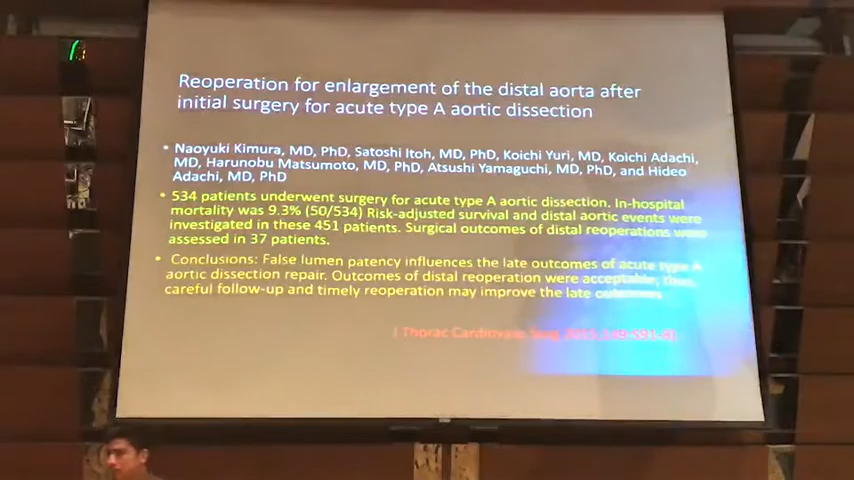 Reoperation for enlargement of the distal aorta after
initial surgery for acute type A aortic dissection
• Naoyuki Kimura, MD, PhD, Satoshi Itoh, MD, PhD, Koichi Yuri, MD, Koichi Adachi,
MD, Harunobu Matsumoto, MD, PhD, Atsushi Yamaguchi, MD, PhD, and Hideo
Adachi, MD, PhD
• 534 patients underwent surgery for acute type A aortic dissection. In-hospital
mortality was 9.3% (50/534) Risk-adjusted survival and distal aortic events were
investigated in these 451 patients. Surgical outcomes of distal reoperations were
assessed in 37 patients.
• Conclusions: False lumen patency influences the late outcomes of acute type A
aortic dissection repair. Outcomes of distal reoperation were acceptable; thus,
careful follow-up and timely reoperation may improve the late outcomes
J Thorac Cardiovasc Surg 2015;149:S91-8)